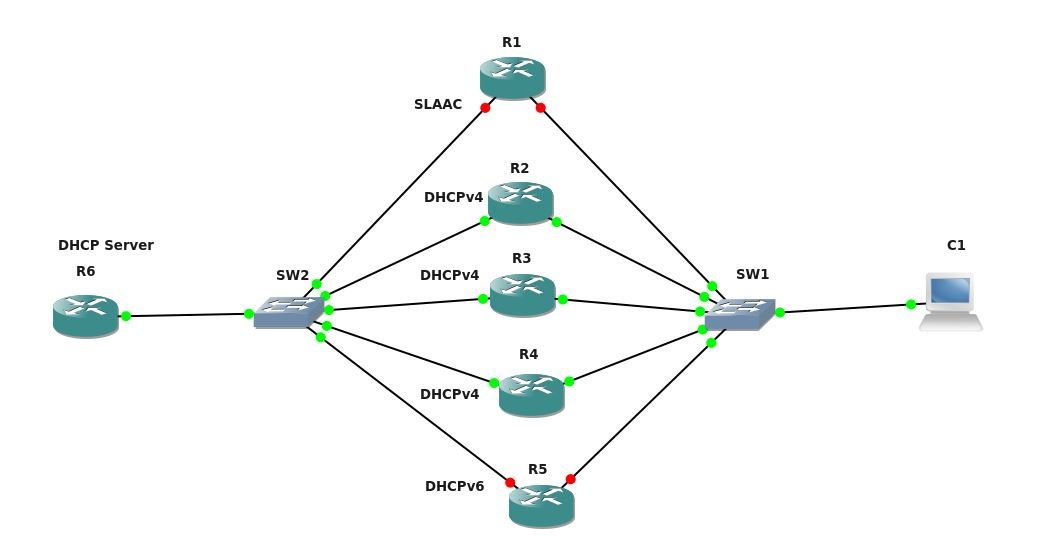 R1
SLAAC
R2
DHCPv4
DHCP Server
R6
SW2
DHCPv4
R3
SW1
C1
R4
DHCPv4
R5
DHCPv6